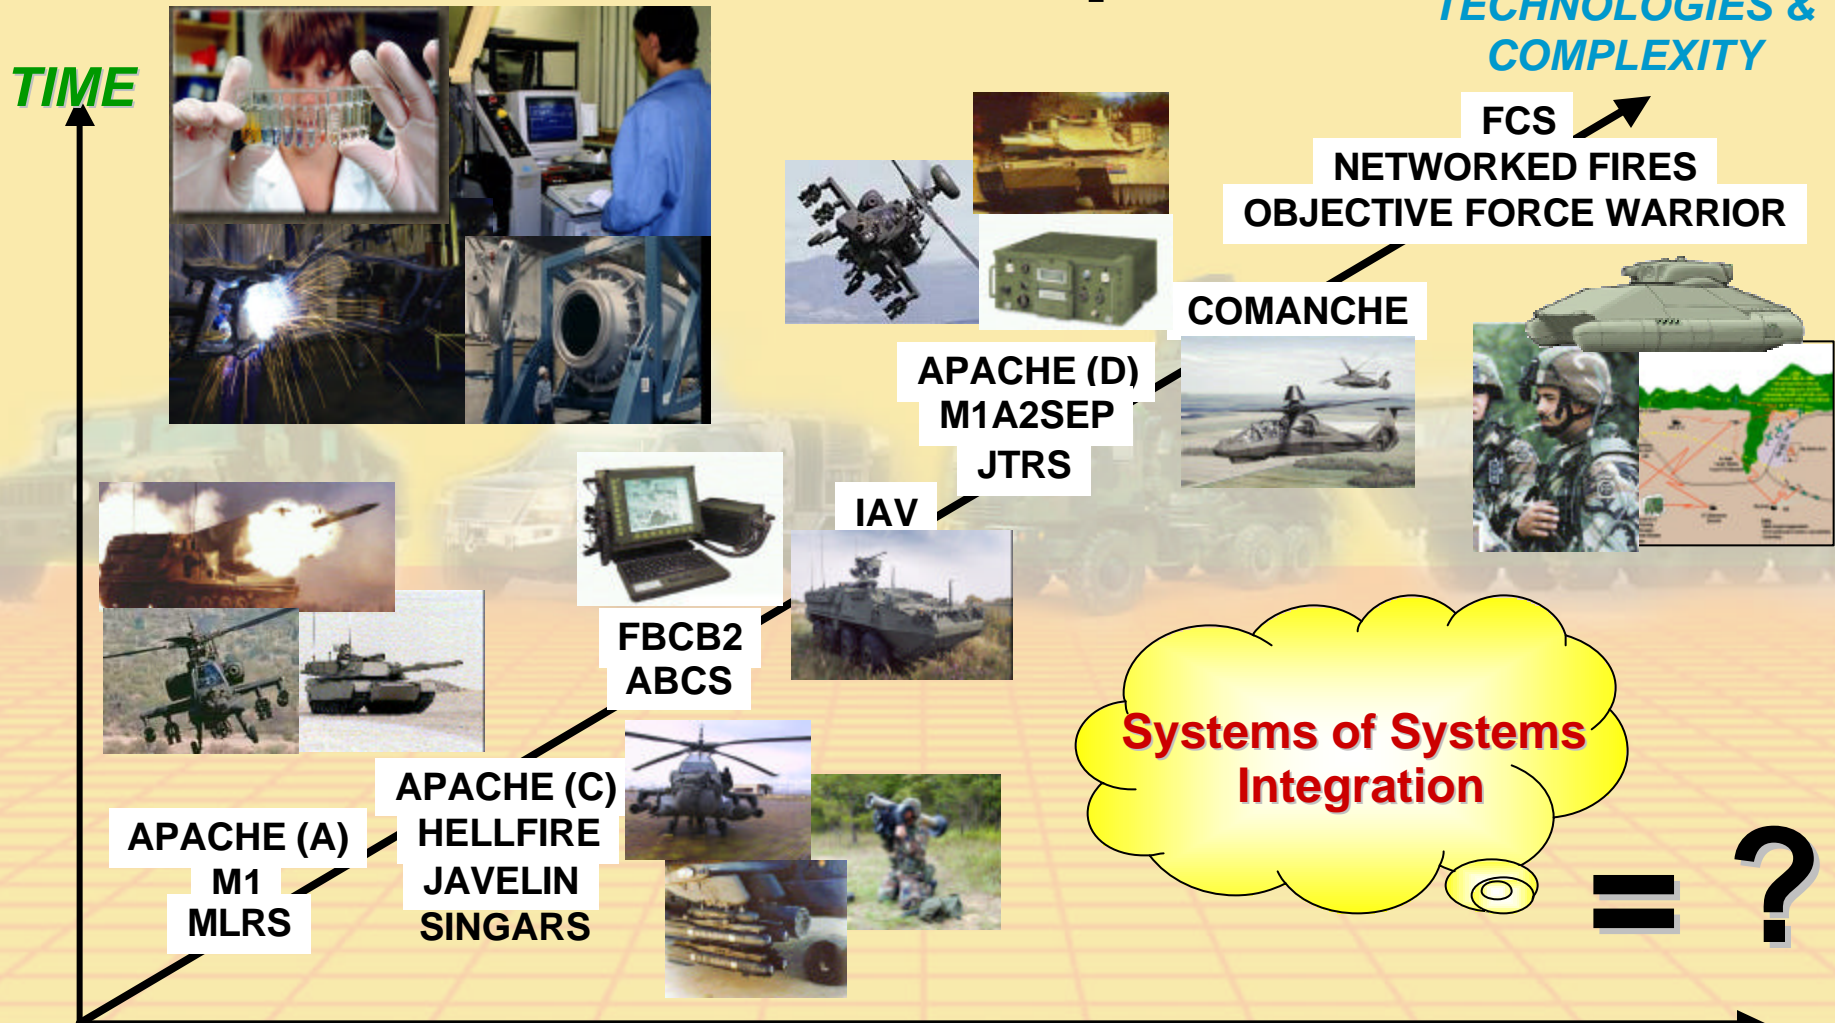 TECHNOLOGIES &
COMPLEXITY
TIME
FCS
NETWORKED FIRES
OBJECTIVE FORCE WARRIOR
COMANCHE
APACHE (D)
M1A2SEP
JTRS
IAV
FBCB2
ABCS
APACHE (C)
HELLFIRE
JAVELIN
SINGARS
APACHE (A)
M1
MLRS
Systems of Systems
Integration
= ?